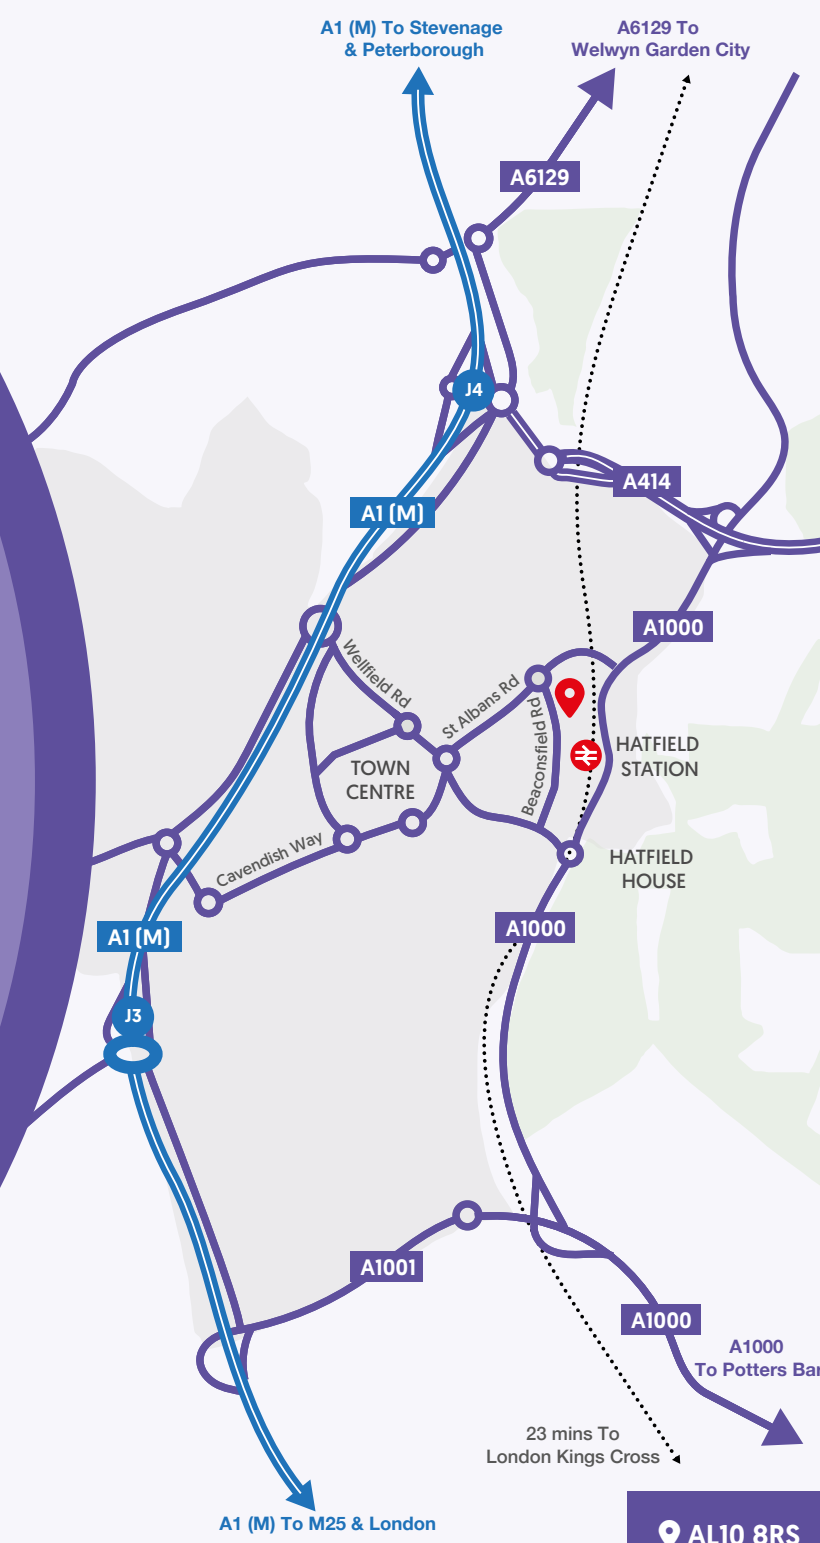 A1 (M) To Stevenage
& Peterborough
A6129 To
Welwyn Garden City
A6129
J4
A414
A1 (M)
A1000
Wellfield Rd
St Albans Rd
Beaconsfield Rd
HATFIELD
STATION
TOWN
CENTRE
Cavendish Way
HATFIELD
HOUSE
A1000
A1 (M)
J3
A1001
A1000
A1000
To Potters Bar
23 mins To
London Kings Cross
A1 (M) To M25 & London
AL10 8RS